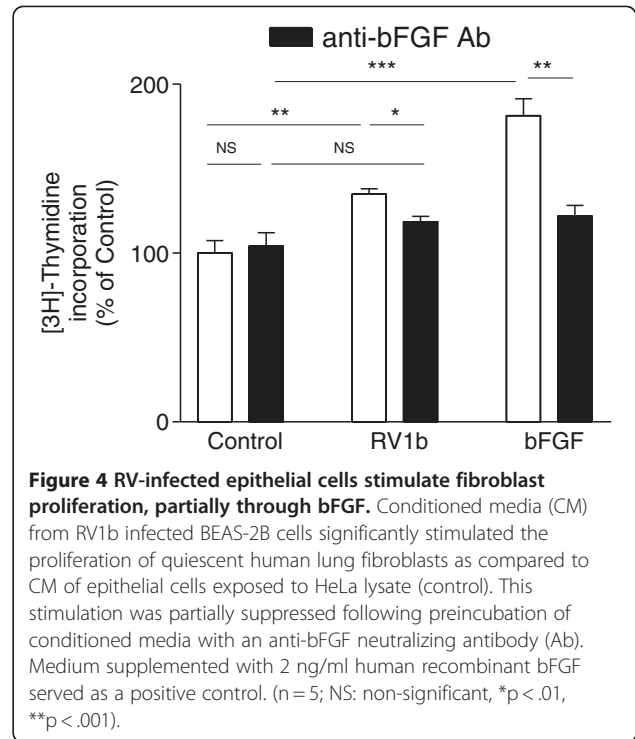 anti-bFGF Ab
***
**
200
**
*
NS
NS
[3H]-Thymidine
incorporation
(% of Control)
100
0
Control RV1b bFGF
Figure 4 RV-infected epithelial cells stimulate fibroblast
proliferation, partially through bFGF. Conditioned media (CM)
from RV1b infected BEAS-2B cells significantly stimulated the
proliferation of quiescent human lung fibroblasts as compared to
CM of epithelial cells exposed to HeLa lysate (control). This
stimulation was partially suppressed following preincubation of
conditioned media with an anti-bFGF neutralizing antibody (Ab).
Medium supplemented with 2 ng/ml human recombinant bFGF
served as a positive control. (n = 5; NS: non-significant, *p < .01,
**p < .001).